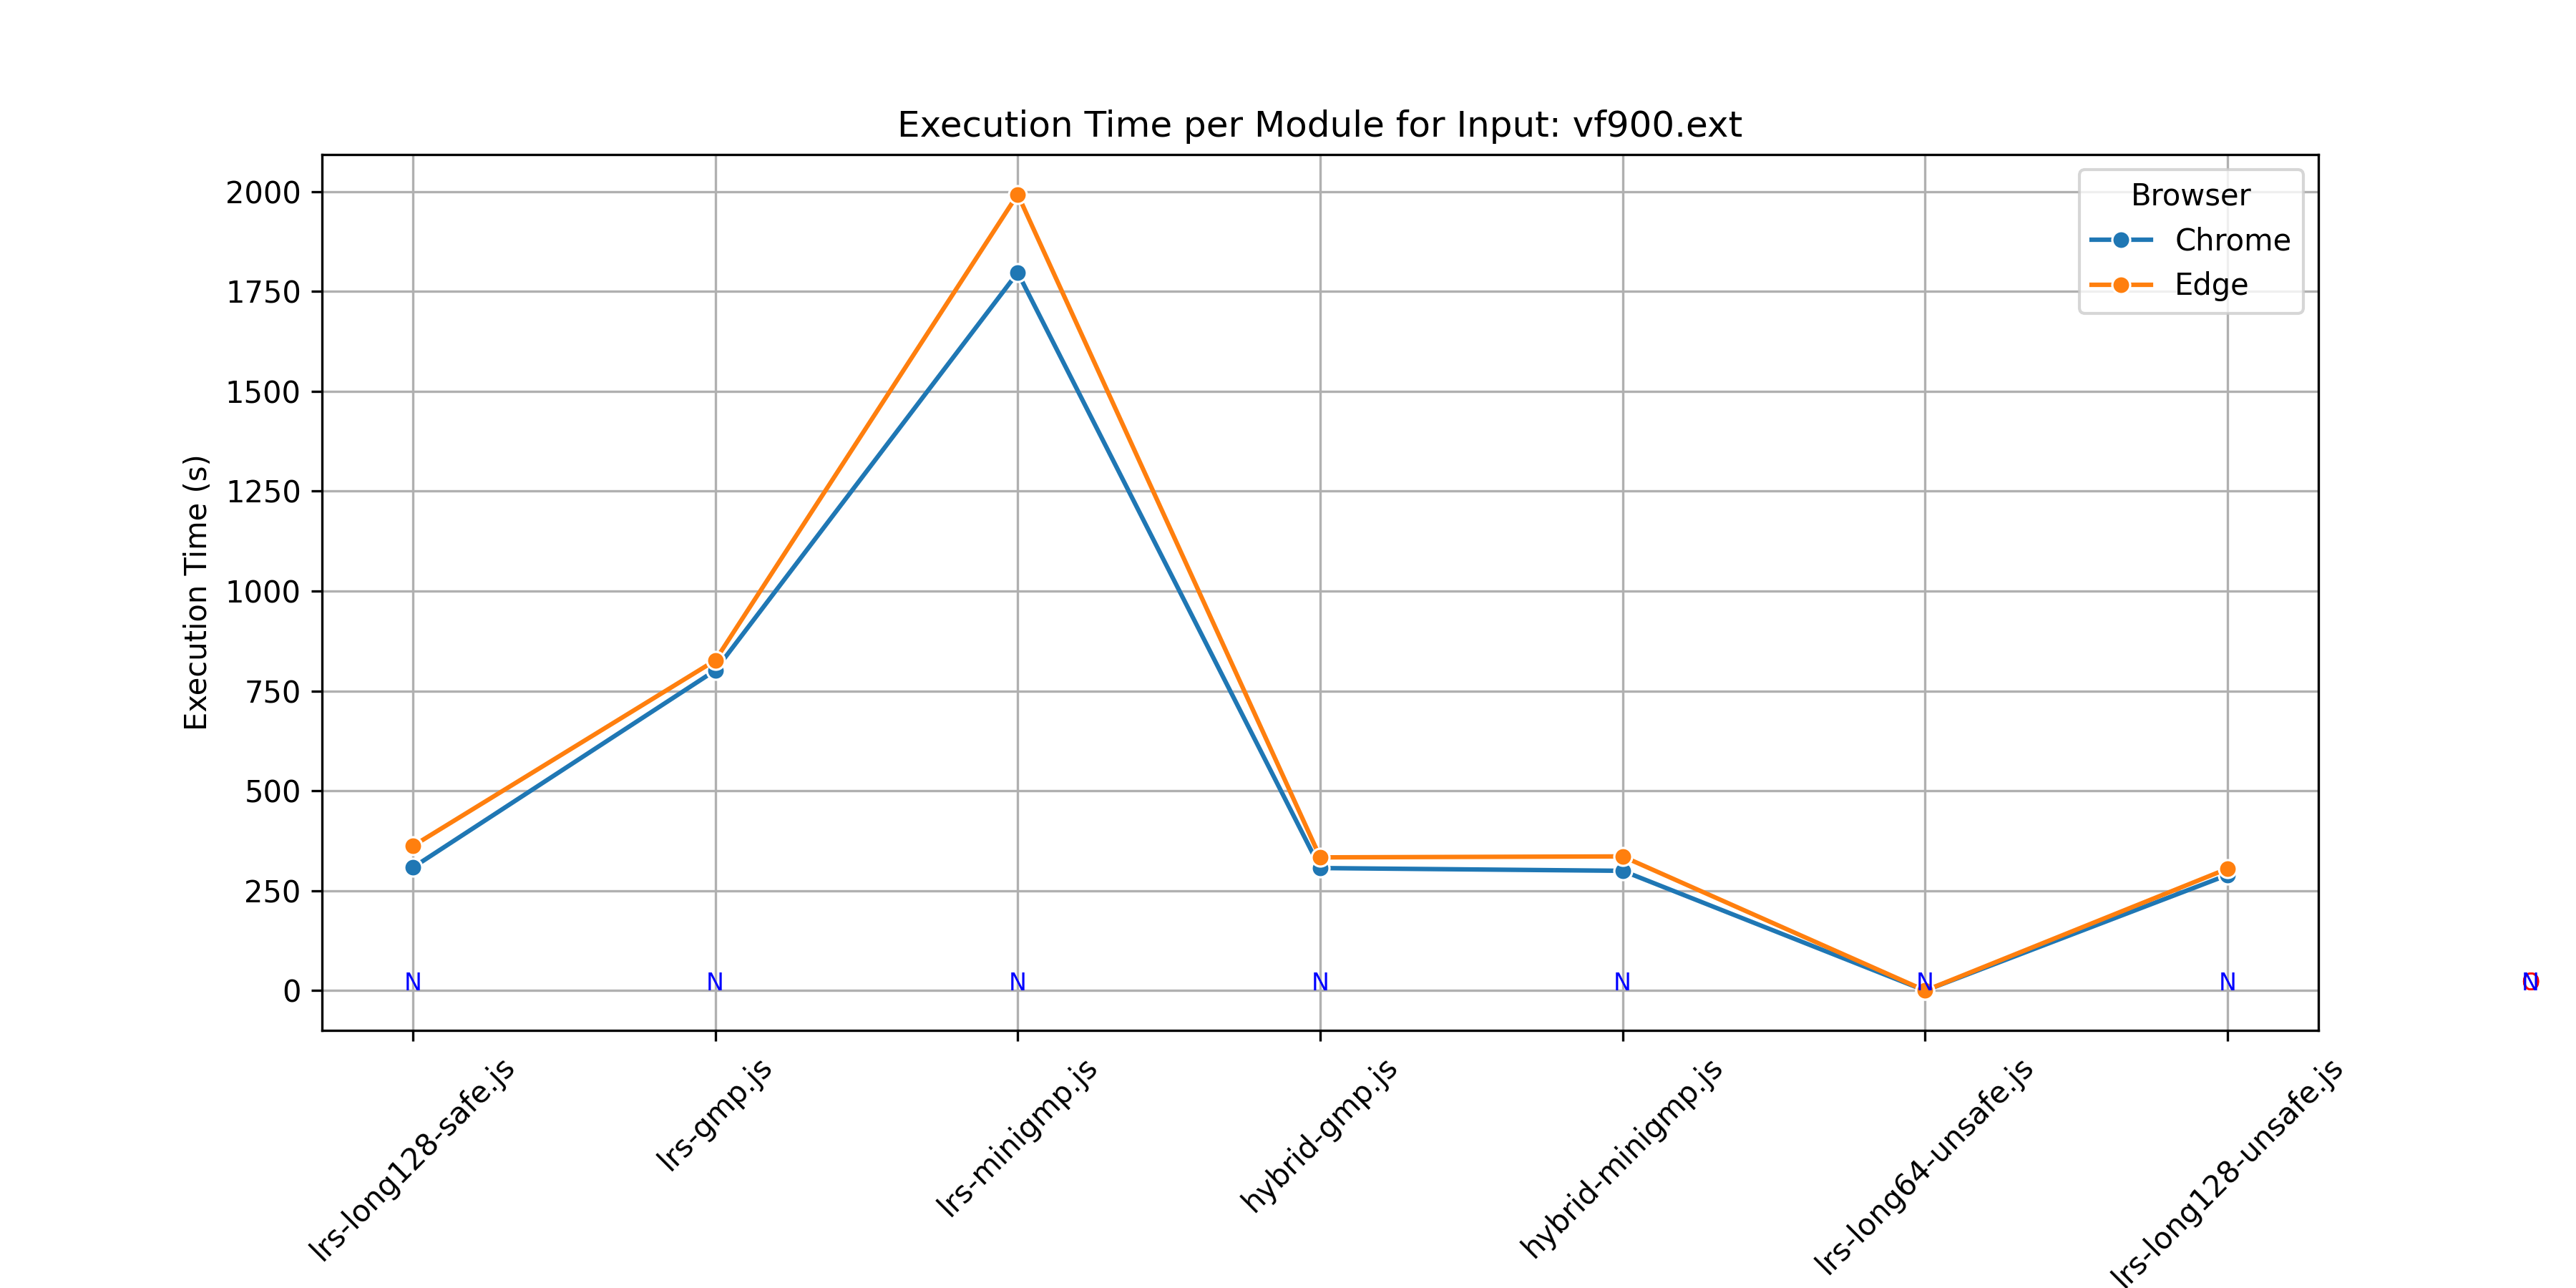 Execution Time per Module for Input: vf900.ext
Browser
Chrome
Edge
Execution Time (s)
2000
1750
1500
1250
1000
750
500
250
0
N N N N N N N
lrs-long128-safe.js
lrs-gmp.js
lrs-minigmp.js
hybrid-gmp.js
hybrid-minigmp.js
lrs-long64-unsafe.js
lrs-long128-unsafe.js